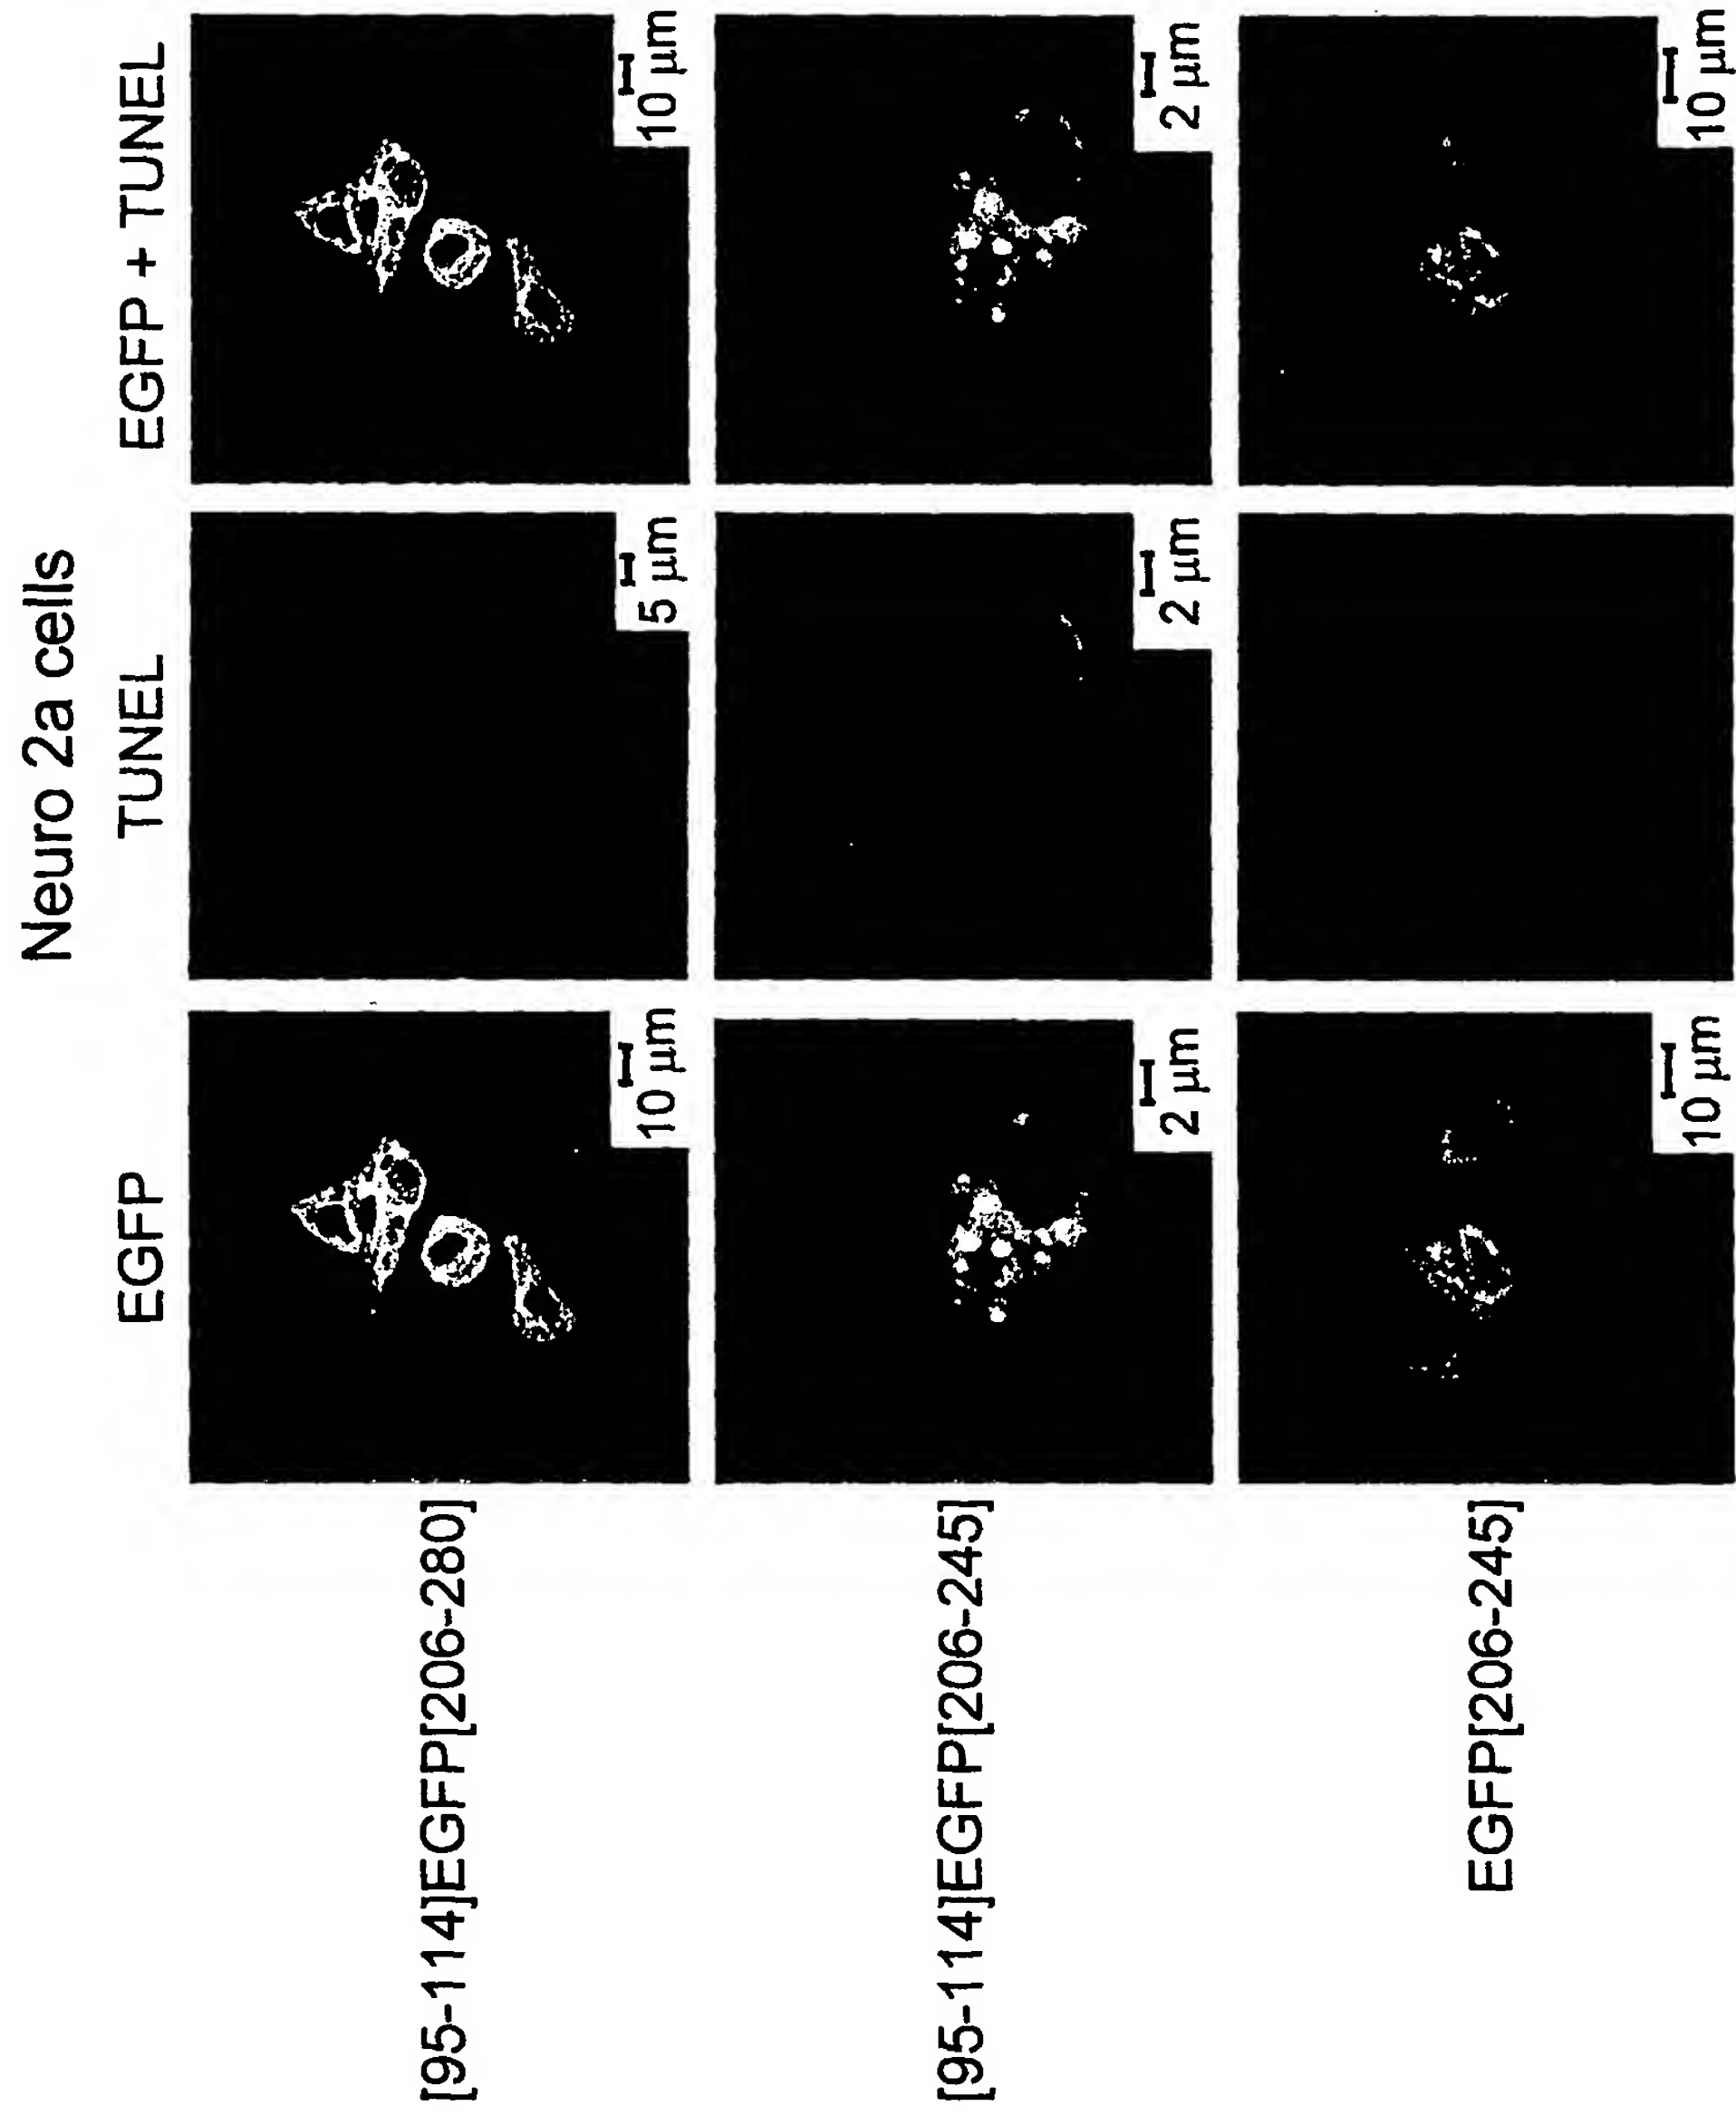 Neuro 2a cells
EGFP TUNEL EGFP + TUNEL
[95-114]EGFP[206-280]
10 μm 5 μm 10 μm
[95-114]EGFP[206-245]
2 μm 2 μm 2 μm
EGFP[206-245]
10 μm 10 μm